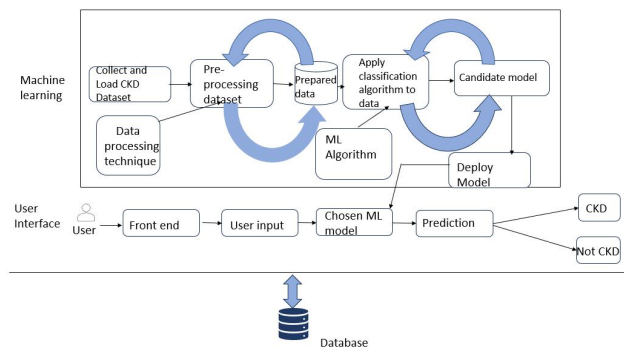 Machine
learning
Collect and
Load CKD
Dataset
Pre-
processing
dataset
Prepared
data
Apply
classification
algorithm to
data
Candidate model
Data
processing
technique
ML
Algorithm
Deploy
Model
User
Interface
User
Front end
User input
Chosen ML
model
Prediction
CKD
Not CKD
Database